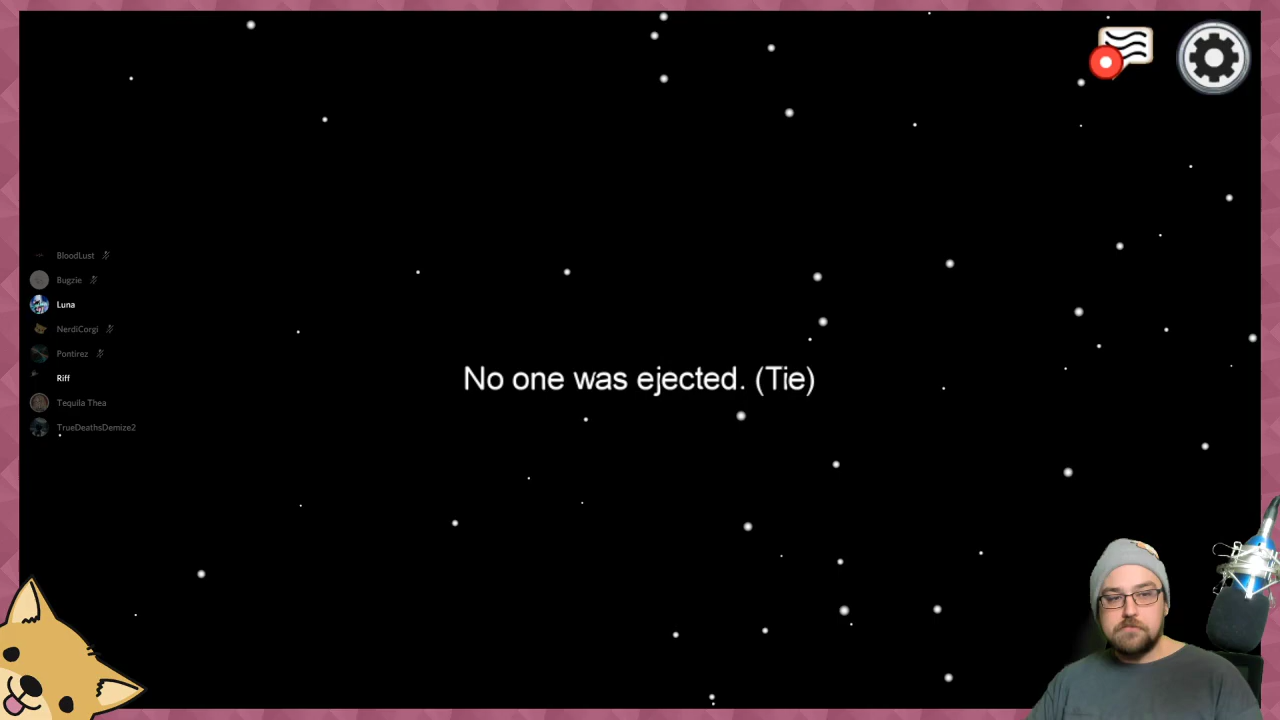 BloodLust
Bugzie
Luna
NerdiCorgi
Pontirez
Riff
Tequila Thea
TrueDeathsDemize2
No one was ejected. (Tie)